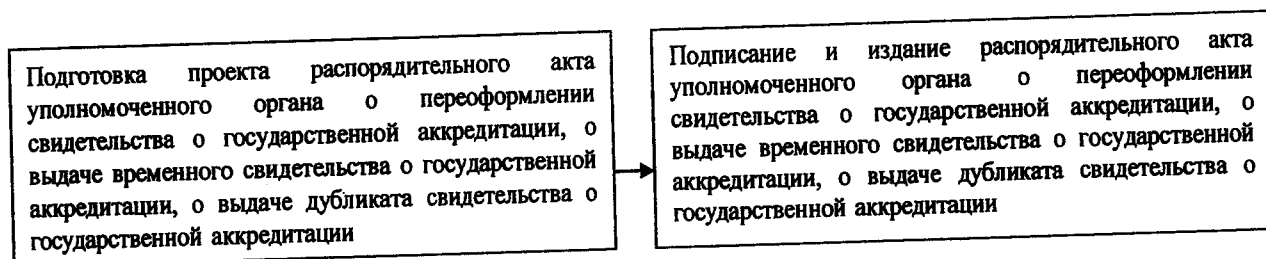 Подготовка проекта распорядительного акта
уполномоченного органа о переоформлении
свидетельства о государственной аккредитации, о
выдаче временного свидетельства о государственной
аккредитации, о выдаче дубликата свидетельства о
государственной аккредитации
Подписание и издание распорядительного акта
уполномоченного органа о переоформлении
свидетельства о государственной аккредитации, о
выдаче временного свидетельства о государственной
аккредитации, о выдаче дубликата свидетельства о
государственной аккредитации